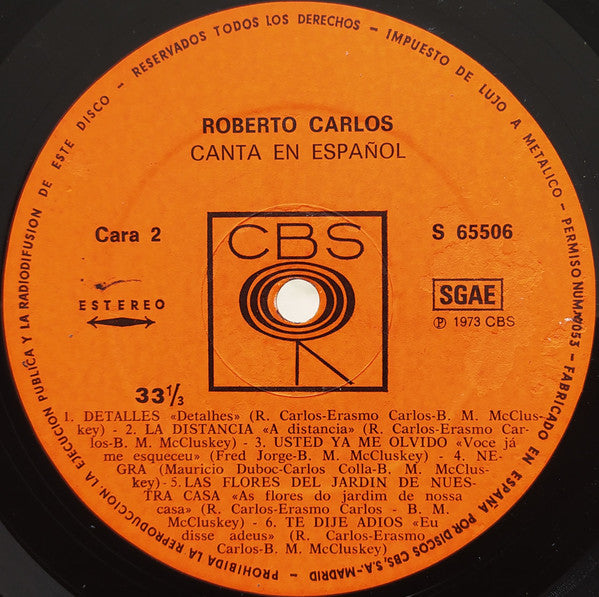 RESERVADOS TODOS LOS DERECHOS - IMPUESTO DE LUJO A METALICO - PERMISO NUM. 2053 - FABRICADO EN ESPAÑA POR DISCOS CBS, S.A. - MADRID - PROHIBIDA LA REPRODUCCION, LA EJECUCION PUBLICA Y LA RADIODIFUSION DE ESTE DISCO -
ROBERTO CARLOS
CANTA EN ESPAÑOL
Cara 2
CBS
S 65506
ESTEREO
SGAE
Ⓟ 1973 CBS
33 1/3
1. DETALLES «Detalhes» (R. Carlos-Erasmo Carlos-B. M. McClus-
key) - 2. LA DISTANCIA «A distancia» (R. Carlos-Erasmo Car-
los-B. M. McCluskey) - 3. USTED YA ME OLVIDO «Voce já
me esqueceu» (Fred Jorge-B. M. McCluskey) - 4. NE-
GRA (Mauricio Duboc-Carlos Colla-B. M. McClus-
key)-5. LAS FLORES DEL JARDIN DE NUES-
TRA CASA «As flores do jardim de nossa
casa» (R. Carlos-Erasmo Carlos - B. M.
McCluskey) - 6. TE DIJE ADIOS «Eu
disse adeus» (R. Carlos-Erasmo
Carlos-B. M. McCluskey)